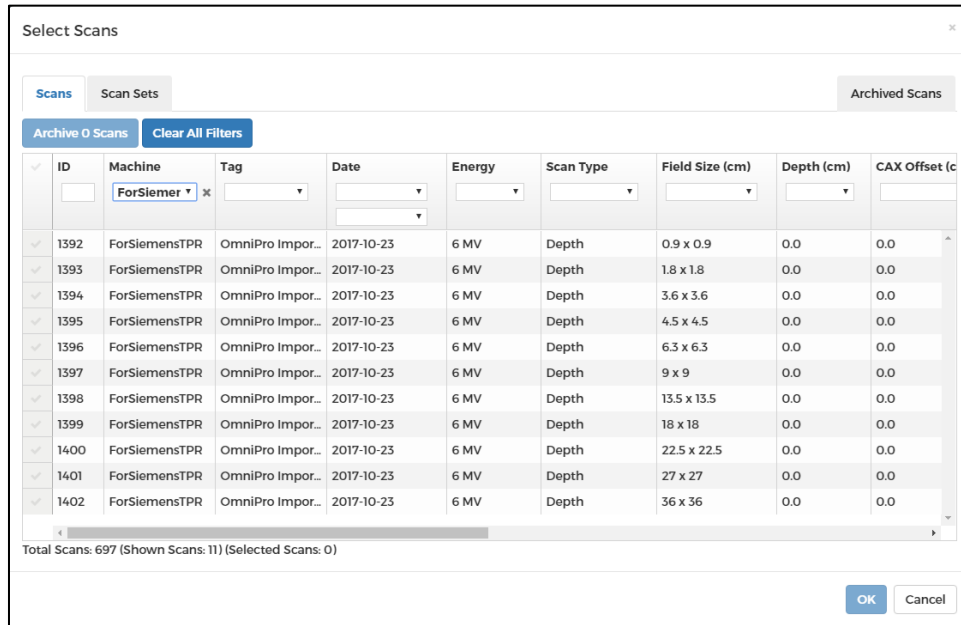 Select Scans ×
Scans Scan Sets Archived Scans
Archive 0 Scans Clear All Filters
ID Machine Tag Date Energy Scan Type Field Size (cm) Depth (cm) CAX Offset (c
ForSiemer
1392 ForSiemensTPR OmniPro Impor... 2017-10-23 6 MV Depth 0.9 x 0.9 0.0 0.0
1393 ForSiemensTPR OmniPro Impor... 2017-10-23 6 MV Depth 1.8 x 1.8 0.0 0.0
1394 ForSiemensTPR OmniPro Impor... 2017-10-23 6 MV Depth 3.6 x 3.6 0.0 0.0
1395 ForSiemensTPR OmniPro Impor... 2017-10-23 6 MV Depth 4.5 x 4.5 0.0 0.0
1396 ForSiemensTPR OmniPro Impor... 2017-10-23 6 MV Depth 6.3 x 6.3 0.0 0.0
1397 ForSiemensTPR OmniPro Impor... 2017-10-23 6 MV Depth 9 x 9 0.0 0.0
1398 ForSiemensTPR OmniPro Impor... 2017-10-23 6 MV Depth 13.5 x 13.5 0.0 0.0
1399 ForSiemensTPR OmniPro Impor... 2017-10-23 6 MV Depth 18 x 18 0.0 0.0
1400 ForSiemensTPR OmniPro Impor... 2017-10-23 6 MV Depth 22.5 x 22.5 0.0 0.0
1401 ForSiemensTPR OmniPro Impor... 2017-10-23 6 MV Depth 27 x 27 0.0 0.0
1402 ForSiemensTPR OmniPro Impor... 2017-10-23 6 MV Depth 36 x 36 0.0 0.0
Total Scans: 697 (Shown Scans: 11) (Selected Scans: 0)
OK Cancel